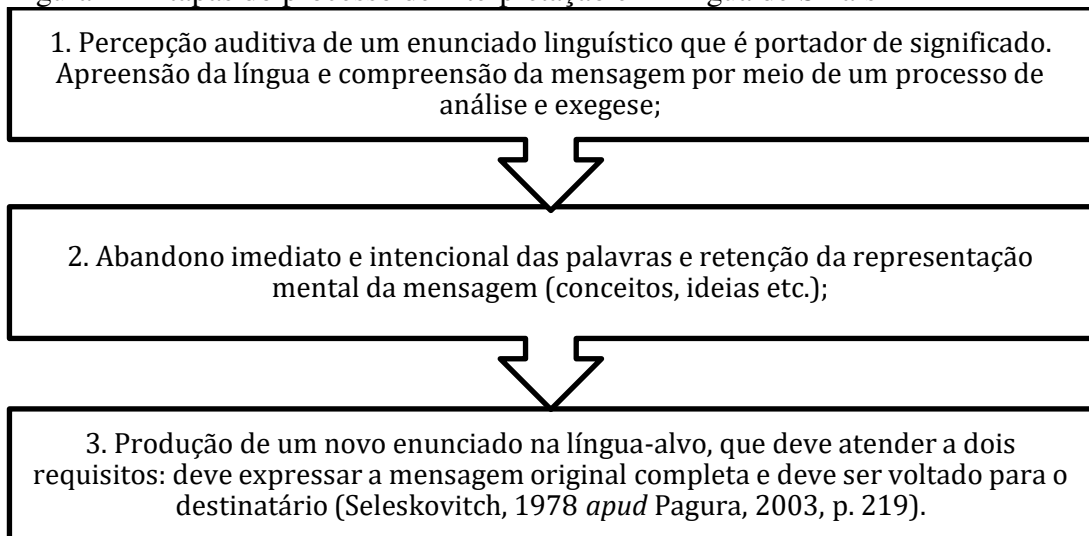 1. Percepção auditiva de um enunciado linguístico que é portador de significado.
Apreensão da língua e compreensão da mensagem por meio de um processo de
análise e exegese;
2. Abandono imediato e intencional das palavras e retenção da representação
mental da mensagem (conceitos, ideias etc.);
3. Produção de um novo enunciado na língua-alvo, que deve atender a dois
requisitos: deve expressar a mensagem original completa e deve ser voltado para o
destinatário (Seleskovitch, 1978 apud Pagura, 2003, p. 219).